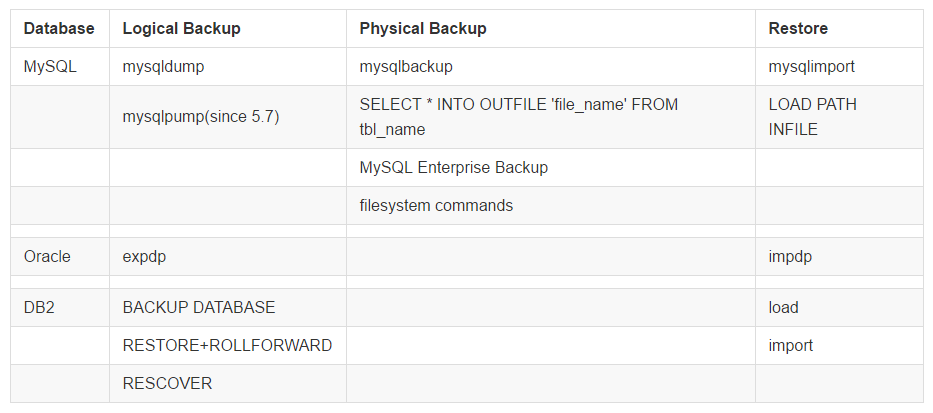 Database Logical Backup Physical Backup Restore
MySQL mysqldump mysqlbackup mysqlimport
mysqlpump(since 5.7) SELECT * INTO OUTFILE 'file_name' FROM tbl_name LOAD PATH INFILE
MySQL Enterprise Backup
filesystem commands
Oracle expdp impdp
DB2 BACKUP DATABASE load
RESTORE+ROLLFORWARD import
RESCOVER